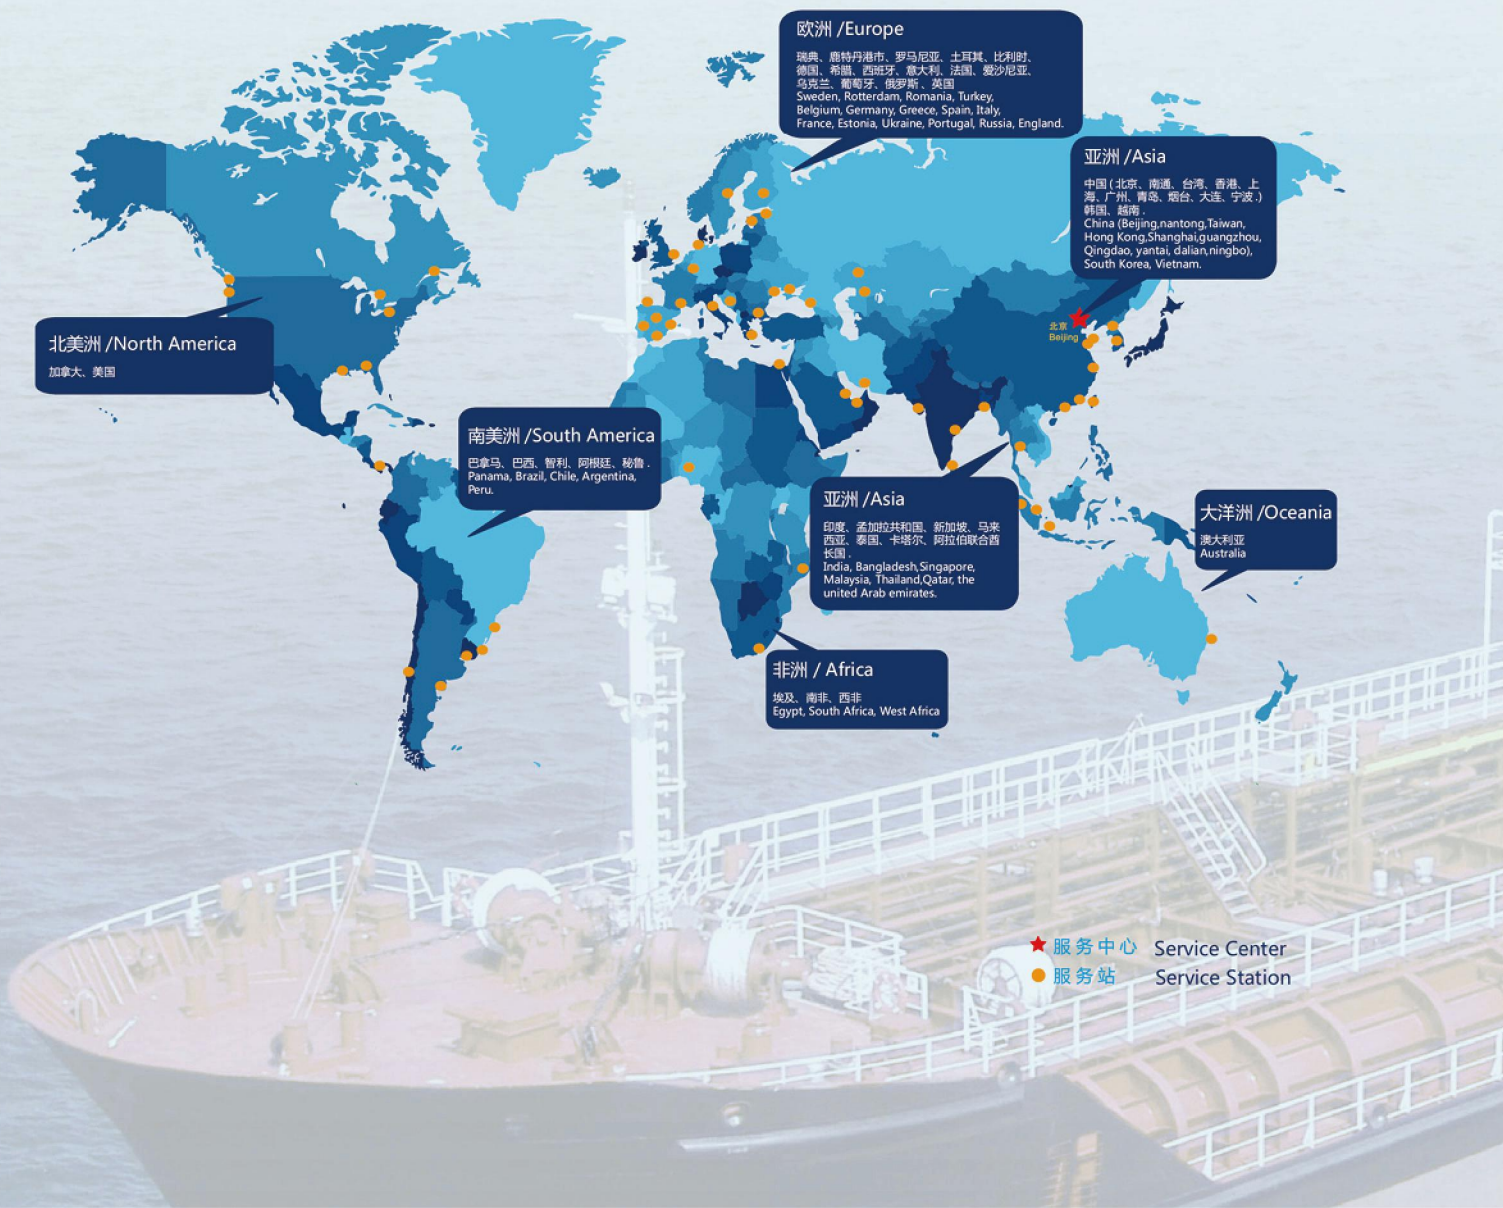 欧洲 /Europe
瑞典、鹿特丹港市、罗马尼亚、土耳其、比利时、
德国、希腊、西班牙、意大利、法国、爱沙尼亚、
乌克兰、葡萄牙、俄罗斯 、英国
Sweden, Rotterdam, Romania, Turkey,
Belgium, Germany, Greece, Spain, Italy,
France, Estonia, Ukraine, Portugal, Russia, England.
亚洲 /Asia
中国 ( 北京、南通、台湾、香港、上
海、广州、青岛、烟台、大连、宁波 .)
韩国、越南 .
China (Beijing,nantong,Taiwan,
Hong Kong,Shanghai,guangzhou,
Qingdao, yantai, dalian,ningbo),
South Korea, Vietnam.
北京
Beijing
北美洲 /North America
加拿大、美国
南美洲 /South America
巴拿马、巴西、智利、阿根廷、秘鲁 .
Panama, Brazil, Chile, Argentina,
Peru.
亚洲 /Asia
印度、孟加拉共和国、新加坡、马来
西亚、泰国、卡塔尔、阿拉伯联合酋
长国 .
India, Bangladesh,Singapore,
Malaysia, Thailand,Qatar, the
united Arab emirates.
大洋洲 /Oceania
澳大利亚
Australia
非洲 / Africa
埃及、南非、西非
Egypt, South Africa, West Africa
服务中心 Service Center
服务站 Service Station